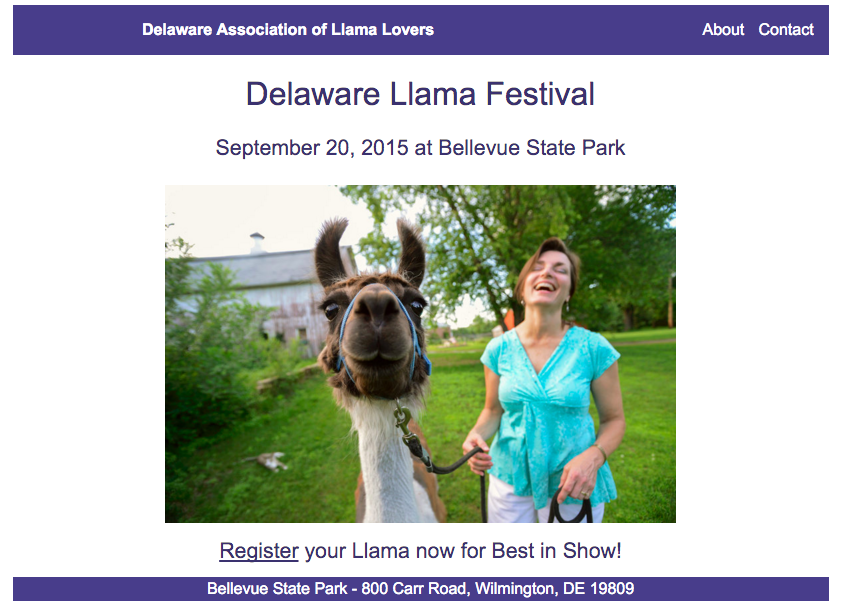 Delaware Association of Llama Lovers About Contact
Delaware Llama Festival
September 20, 2015 at Bellevue State Park
Register your Llama now for Best in Show!
Bellevue State Park - 800 Carr Road, Wilmington, DE 19809